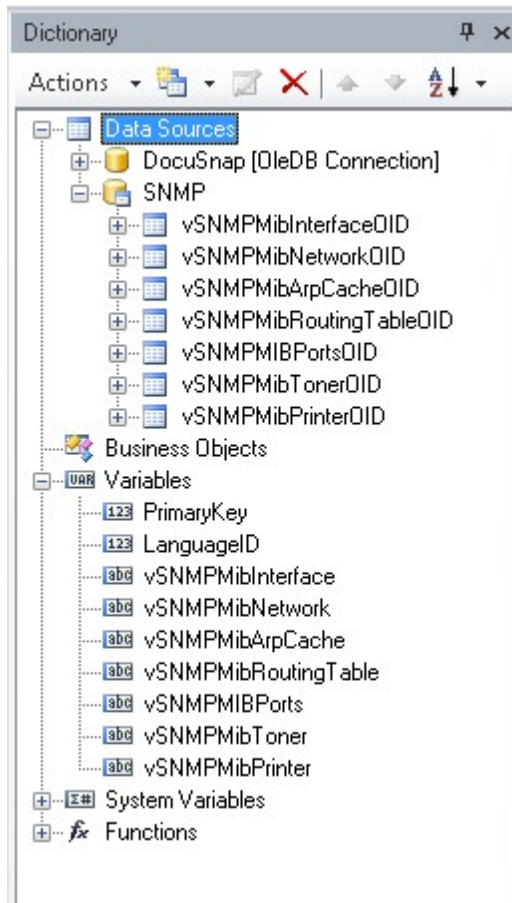 Dictionary
Actions
Data Sources
DocuSnap [OleDB Connection]
SNMP
vSNMPMibInterfaceOID
vSNMPMibNetworkOID
vSNMPMibArpCacheOID
vSNMPMibRoutingTableOID
vSNMPMIBPortsOID
vSNMPMibTonerOID
vSNMPMibPrinterOID
Business Objects
VAR Variables
123 PrimaryKey
123 LanguageID
abc vSNMPMibInterface
abc vSNMPMibNetwork
abc vSNMPMibArpCache
abc vSNMPMibRoutingTable
abc vSNMPMIBPorts
abc vSNMPMibToner
abc vSNMPMibPrinter
Σ# System Variables
fx Functions